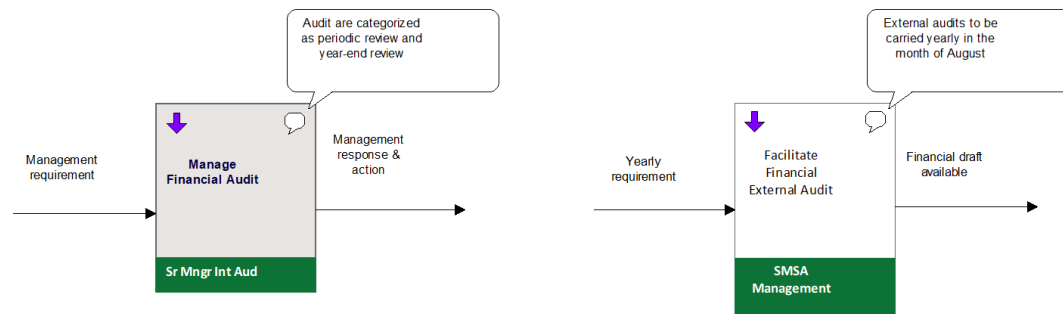 Audit are categorized
as periodic review and
year-end review
Management
requirement
Manage
Financial Audit
Management
response &
action
Sr Mngr Int Aud
External audits to be
carried yearly in the
month of August
Yearly
requirement
Facilitate
Financial
External Audit
Financial draft
available
SMSA
Management